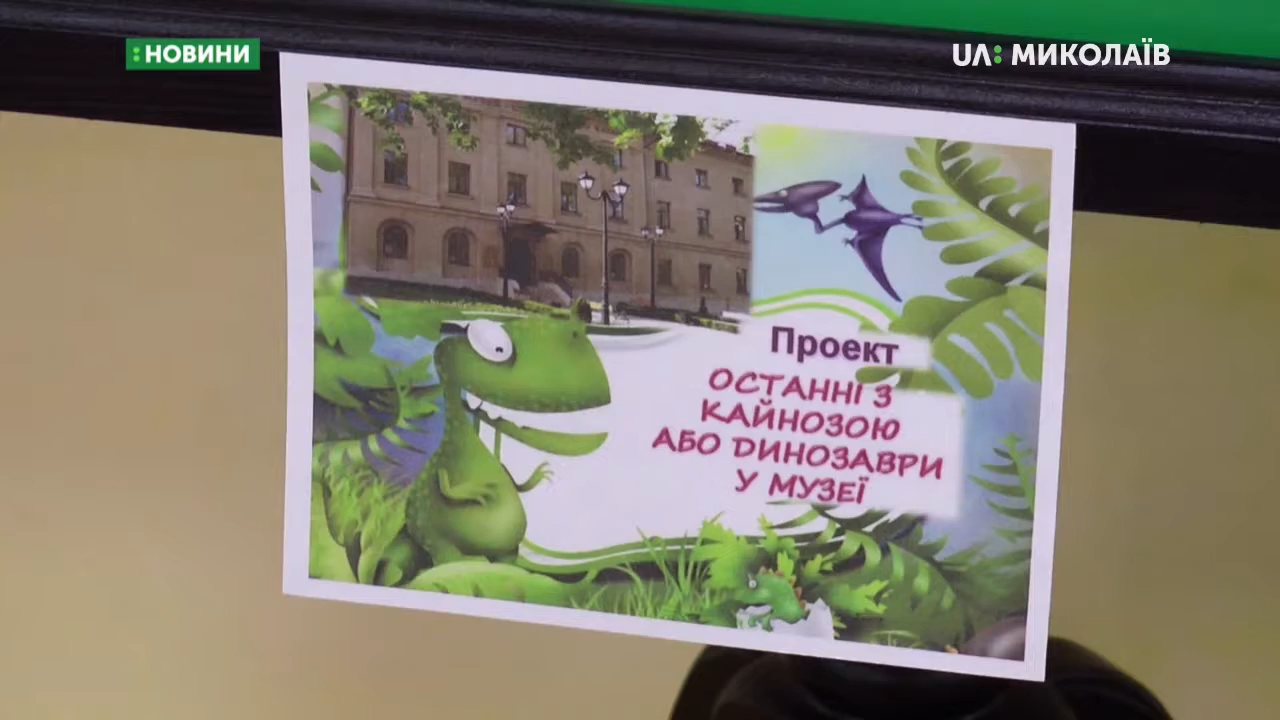 :НОВИНИ
UA: МИКОЛАЇВ
Проект
ОСТАННІ З
КАЙНОЗОЮ
АБО ДИНОЗАВРИ
У МУЗЕЇ